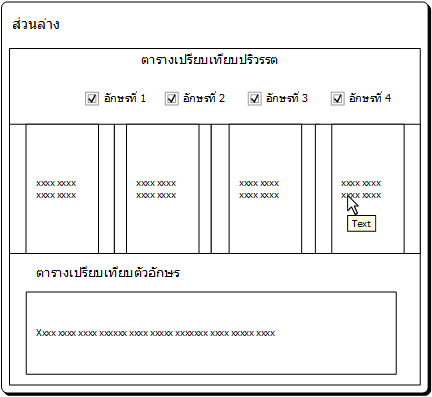 ส่วนล่าง
ตารางเปรียบเทียบปริวรรต
อักษรที่ 1 อักษรที่ 2 อักษรที่ 3 อักษรที่ 4
xxxx xxxx xxxx xxxx xxxx xxxx xxxx xxxx
xxxx xxxx xxxx xxxx xxxx xxxx xxxx xxxx
Text
ตารางเปรียบเทียบตัวอักษร
Xxxx xxxx xxxx xxxxxx xxxx xxxxx xxxxxxx xxxx xxxxx xxxx